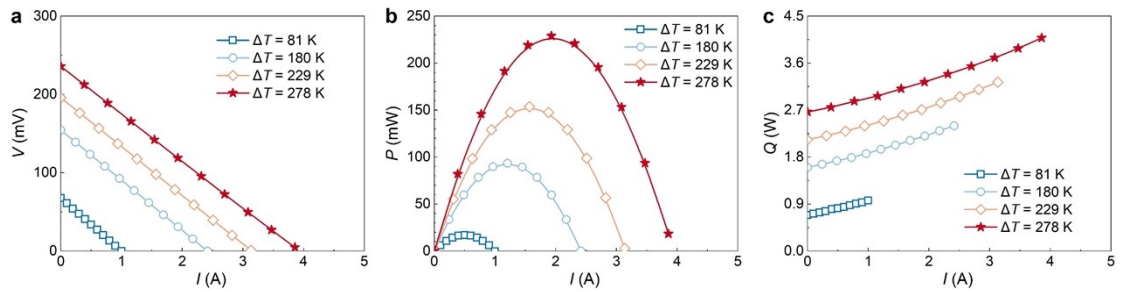 a
300
200
100
0
V (mV)
0 1 2 3 4 5
I (A)
ΔT = 81 K
ΔT = 180 K
ΔT = 229 K
ΔT = 278 K
b
250
200
150
100
50
0
P (mW)
0 1 2 3 4 5
I (A)
ΔT = 81 K
ΔT = 180 K
ΔT = 229 K
ΔT = 278 K
c
4.5
3.6
2.7
1.8
0.9
0.0
Q (W)
0 1 2 3 4 5
I (A)
ΔT = 81 K
ΔT = 180 K
ΔT = 229 K
ΔT = 278 K